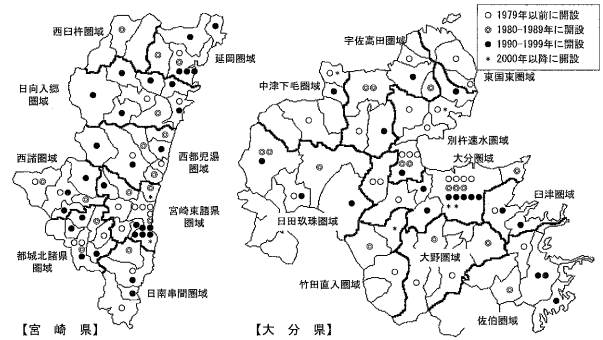 西臼杵圏域
延岡圏域
日向入郷
圏域
西諸圏域
西都児湯
圏域
宮崎東諸県
圏域
都城北諸県
圏域
日南串間圏域
【宮 崎 県】
○ 1979年以前に開設
◎ 1980-1989年に開設
● 1990-1999年に開設
* 2000年以降に開設
宇佐高田圏域
東国東圏域
中津下毛圏域
別杵速水圏域
大分圏域
臼津圏域
日田玖珠圏域
大野圏域
竹田直入圏域
佐伯圏域
【大 分 県】